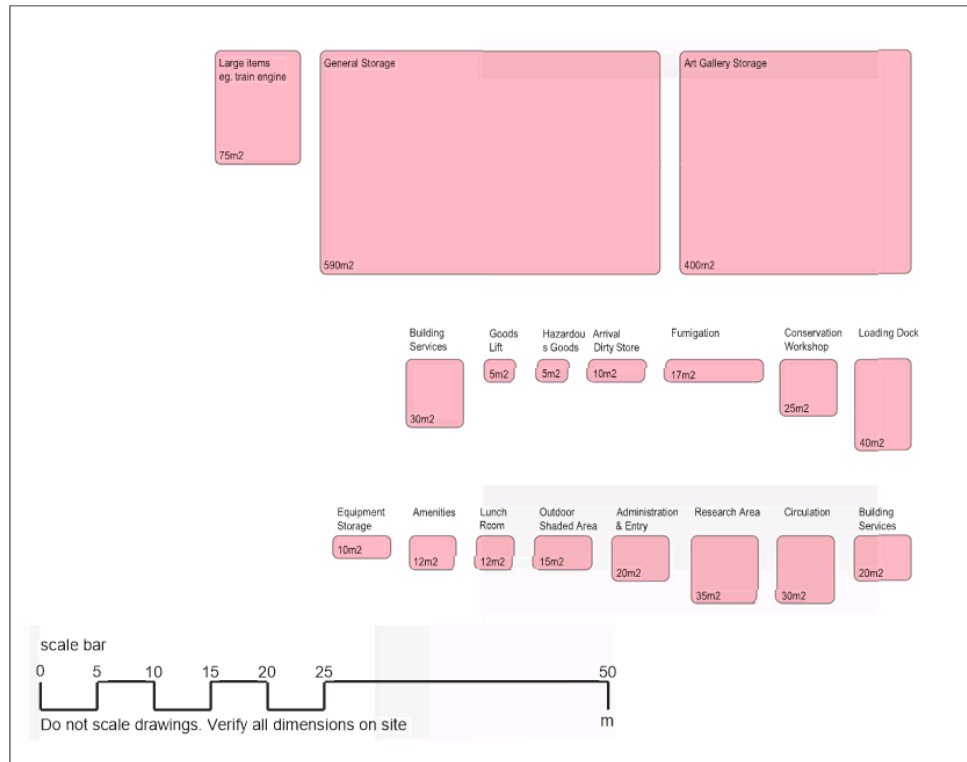 Large items
eg. train engine
75m2
General Storage
590m2
Art Gallery Storage
400m2
Building
Services
30m2
Goods
Lift
5m2
Hazardou
s Goods
5m2
Arrival
Dirty Store
10m2
Fumigation
17m2
Conservation
Workshop
25m2
Loading Dock
40m2
Equipment
Storage
10m2
Amenities
12m2
Lunch
Room
12m2
Outdoor
Shaded Area
15m2
Administration
& Entry
20m2
Research Area
35m2
Circulation
30m2
Building
Services
20m2
scale bar
0 5 10 15 20 25 50
Do not scale drawings. Verify all dimensions on site
m